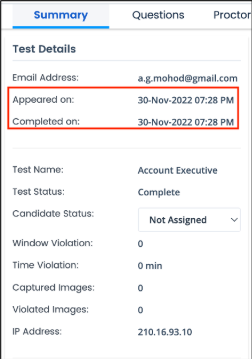 Summary Questions Proctor
Test Details
Email Address: a.g.mohod@gmail.com
Appeared on: 30-Nov-2022 07:28 PM
Completed on: 30-Nov-2022 07:28 PM
Test Name: Account Executive
Test Status: Complete
Candidate Status: Not Assigned
Window Violation: 0
Time Violation: 0 min
Captured Images: 0
Violated Images: 0
IP Address: 210.16.93.10